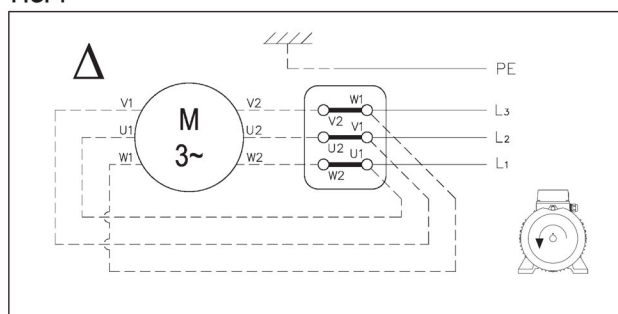 Δ
PE
V1 V2 W1 L3
V2 V1
U1 M U2 L2
3~ U2 U1
W1 W2 L1
W2